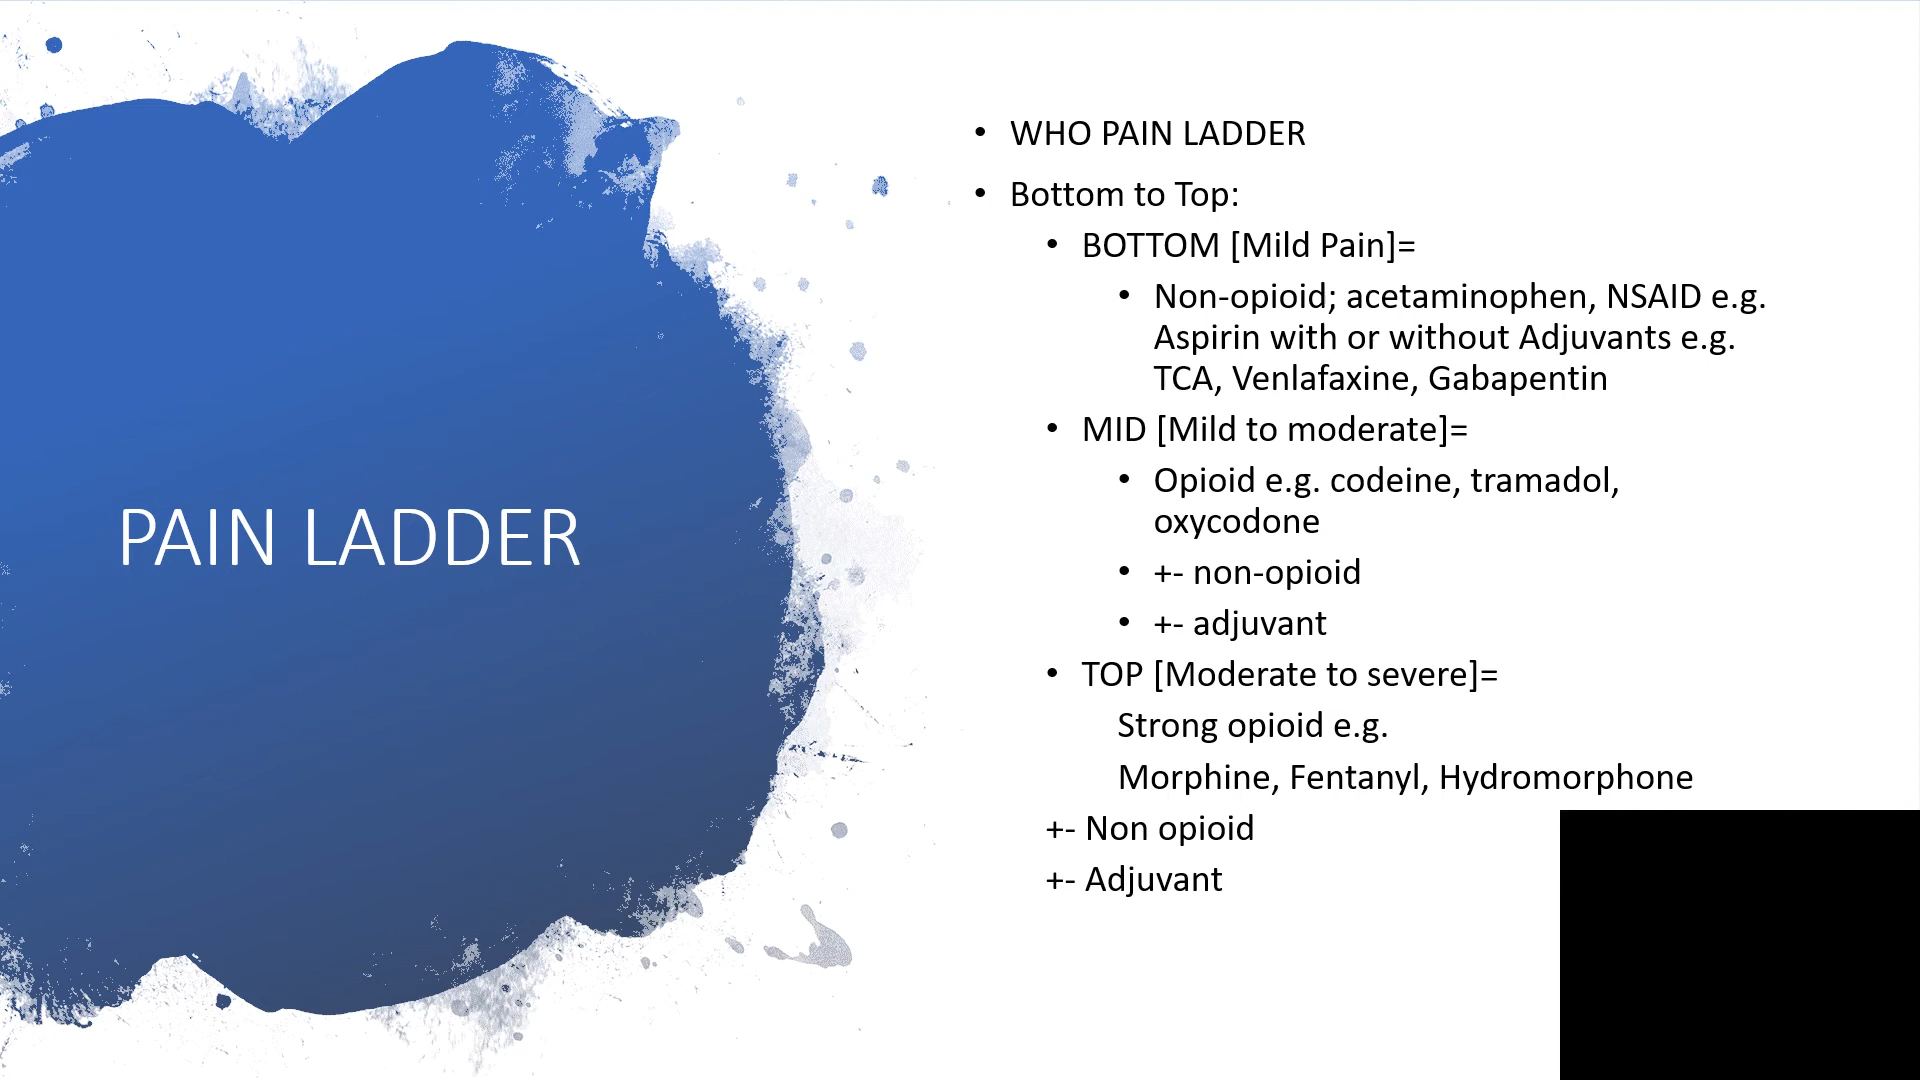 PAIN LADDER
• WHO PAIN LADDER
• Bottom to Top:
• BOTTOM [Mild Pain]=
• Non-opioid; acetaminophen, NSAID e.g.
Aspirin with or without Adjuvants e.g.
TCA, Venlafaxine, Gabapentin
• MID [Mild to moderate]=
• Opioid e.g. codeine, tramadol,
oxycodone
• +- non-opioid
• +- adjuvant
• TOP [Moderate to severe]=
Strong opioid e.g.
Morphine, Fentanyl, Hydromorphone
+- Non opioid
+- Adjuvant